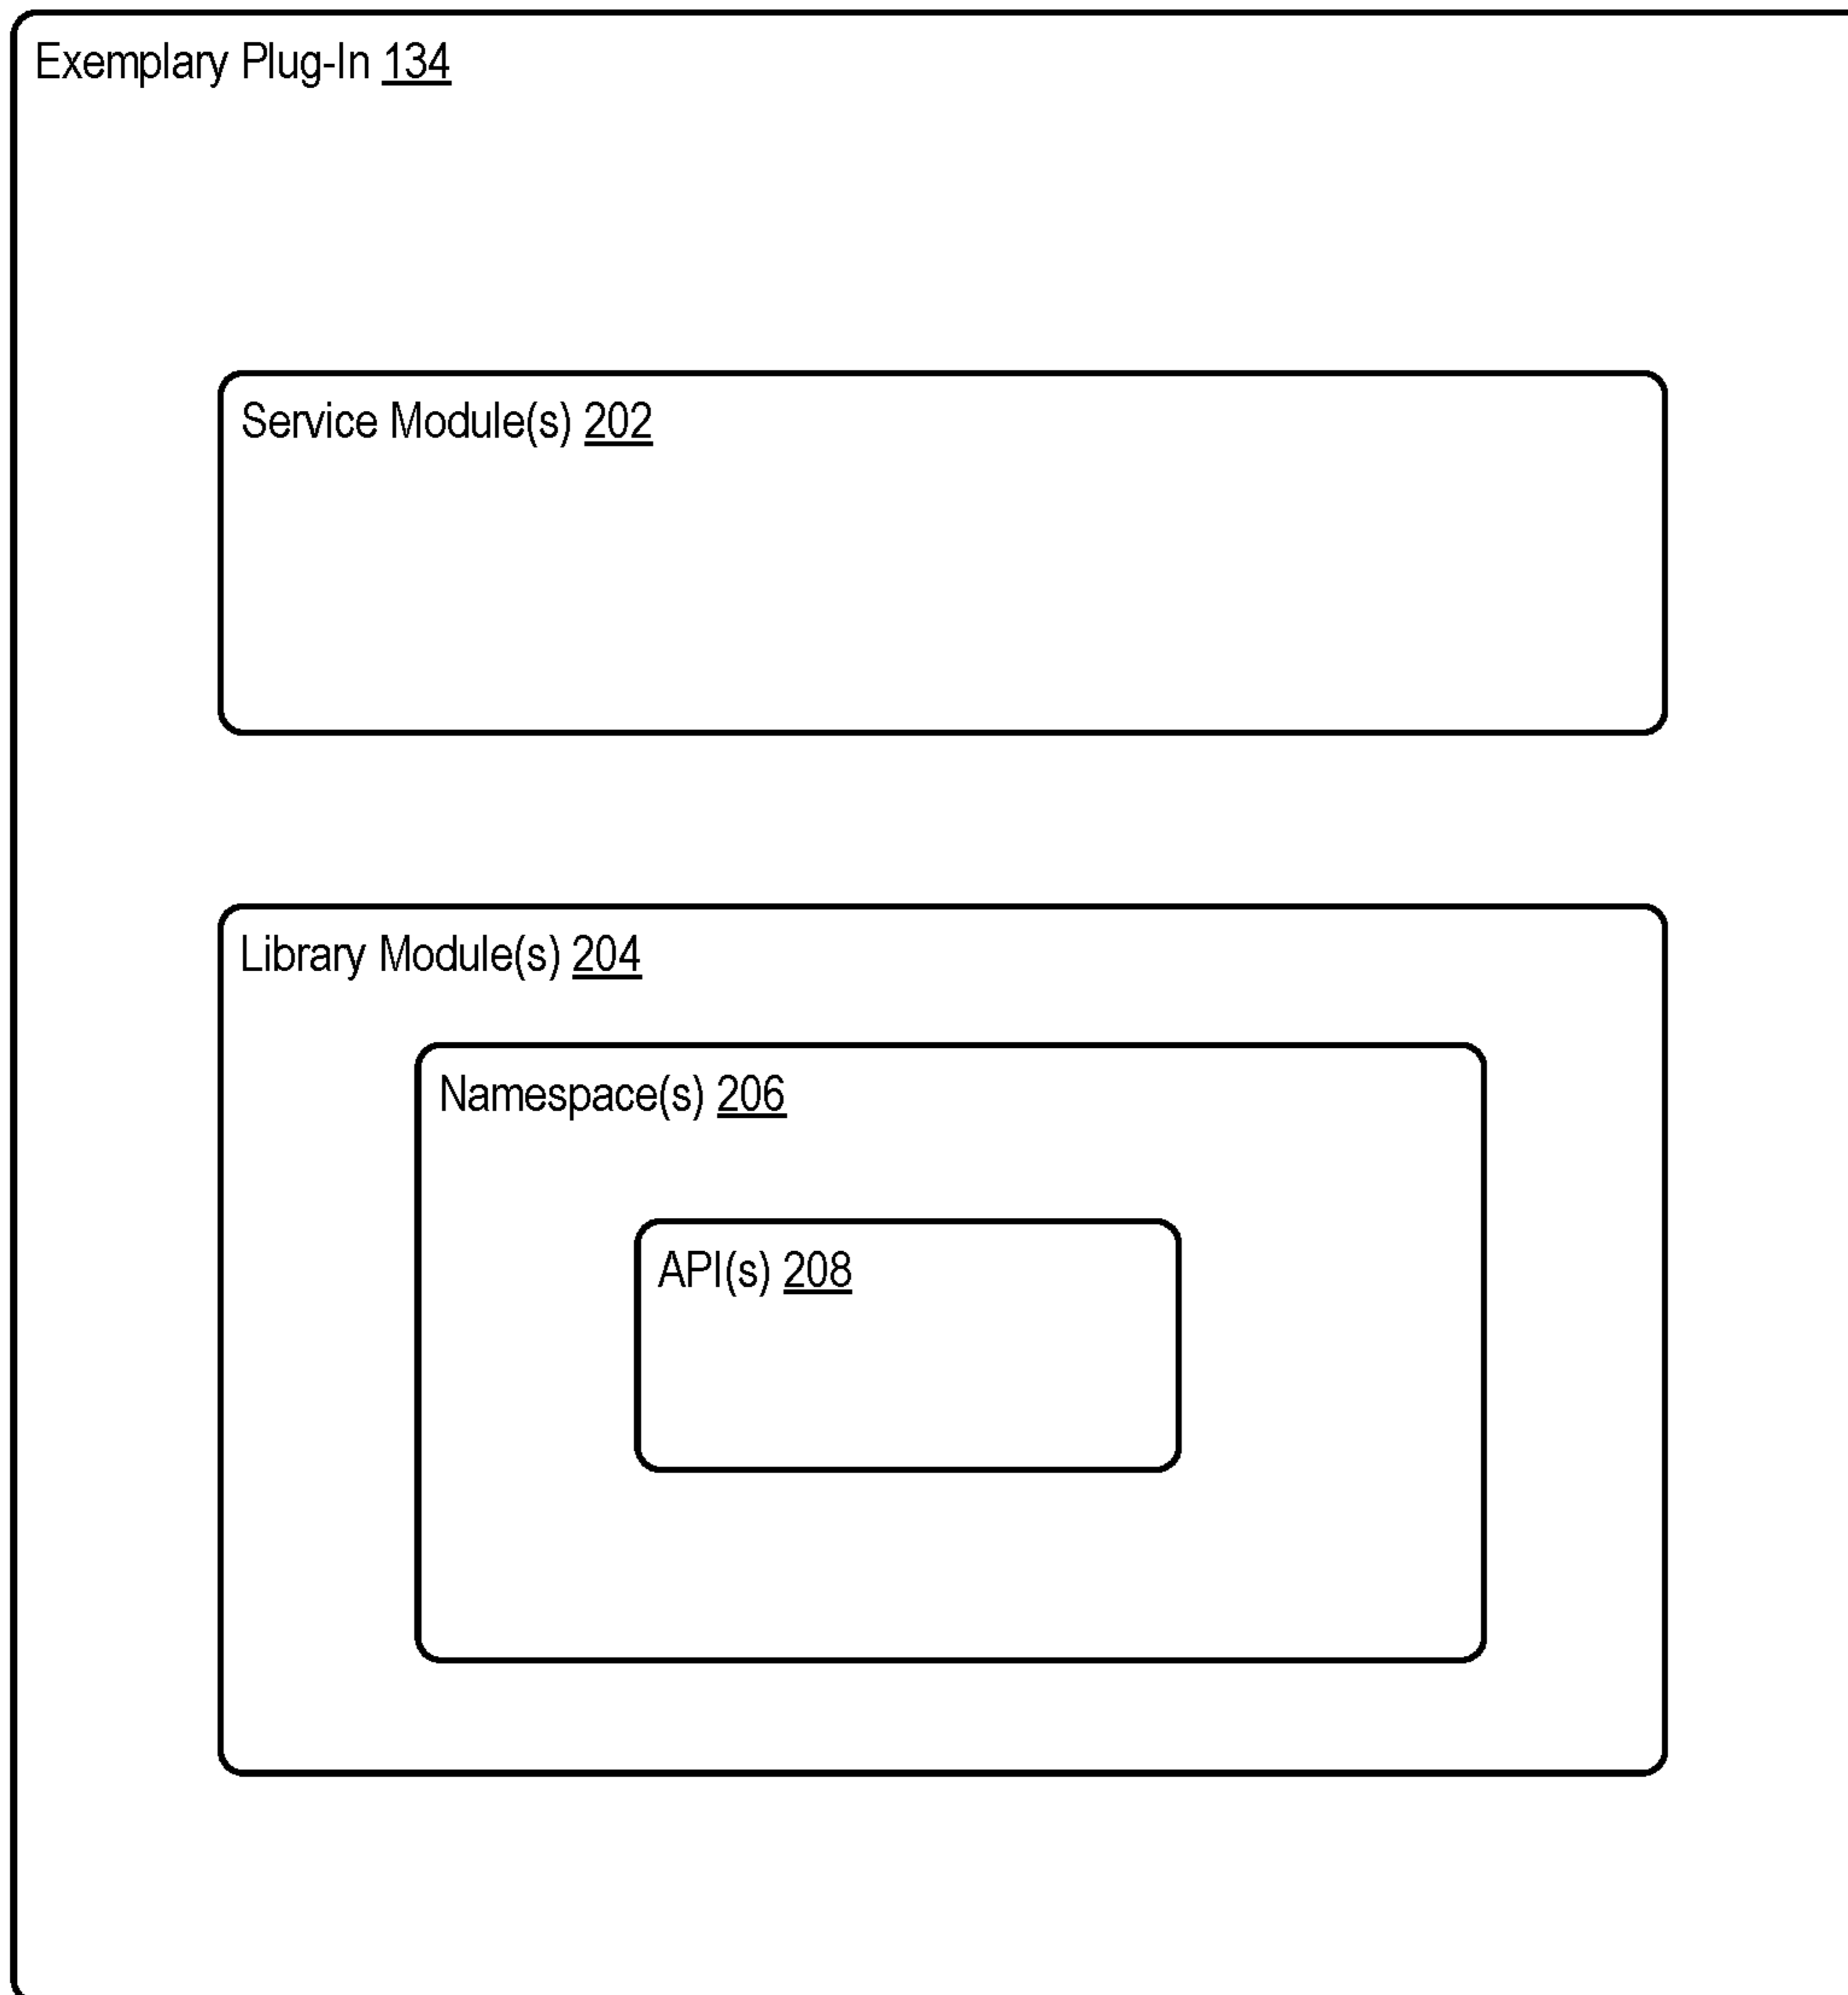 Exemplary Plug-In 134
Service Module(s) 202
Library Module(s) 204
Namespace(s) 206
API(s) 208